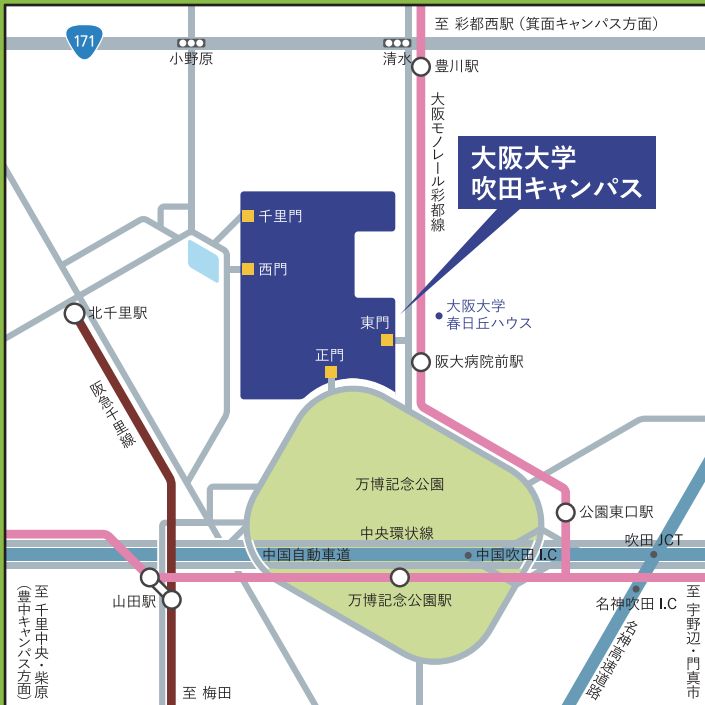 至 彩都西駅（箕面キャンパス方面）
171
小野原
清水
豊川駅
大阪モノレール彩都線
大阪大学
吹田キャンパス
千里門
西門
東門
正門
大阪大学
春日丘ハウス
北千里駅
阪大病院前駅
阪急千里線
万博記念公園
公園東口駅
中央環状線
中国自動車道
中国吹田 I.C
吹田 JCT
山田駅
万博記念公園駅
名神吹田 I.C
至 千里中央・柴原
（豊中キャンパス方面）
至 宇野辺・門真市
名神高速道路
至 梅田